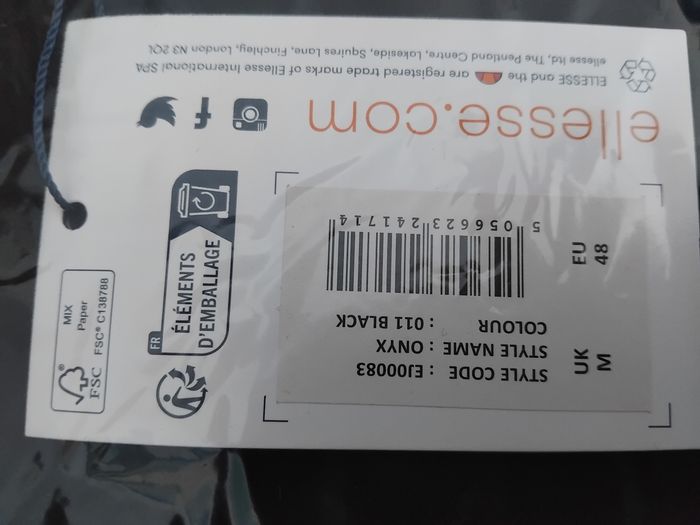 UK
M
EU
48
STYLE CODE : EJ00083
STYLE NAME : ONYX
COLOUR : 011 BLACK
5 056623 241714
ellesse.com
ELLESSE and the are registered trade marks of Ellesse International SPA
ellesse ltd, The Pentland Centre, Lakeside, Squires Lane, Finchley, London N3 2QL
FR
ÉLÉMENTS
D'EMBALLAGE
FSC
MIX
Paper
FSC® C138788